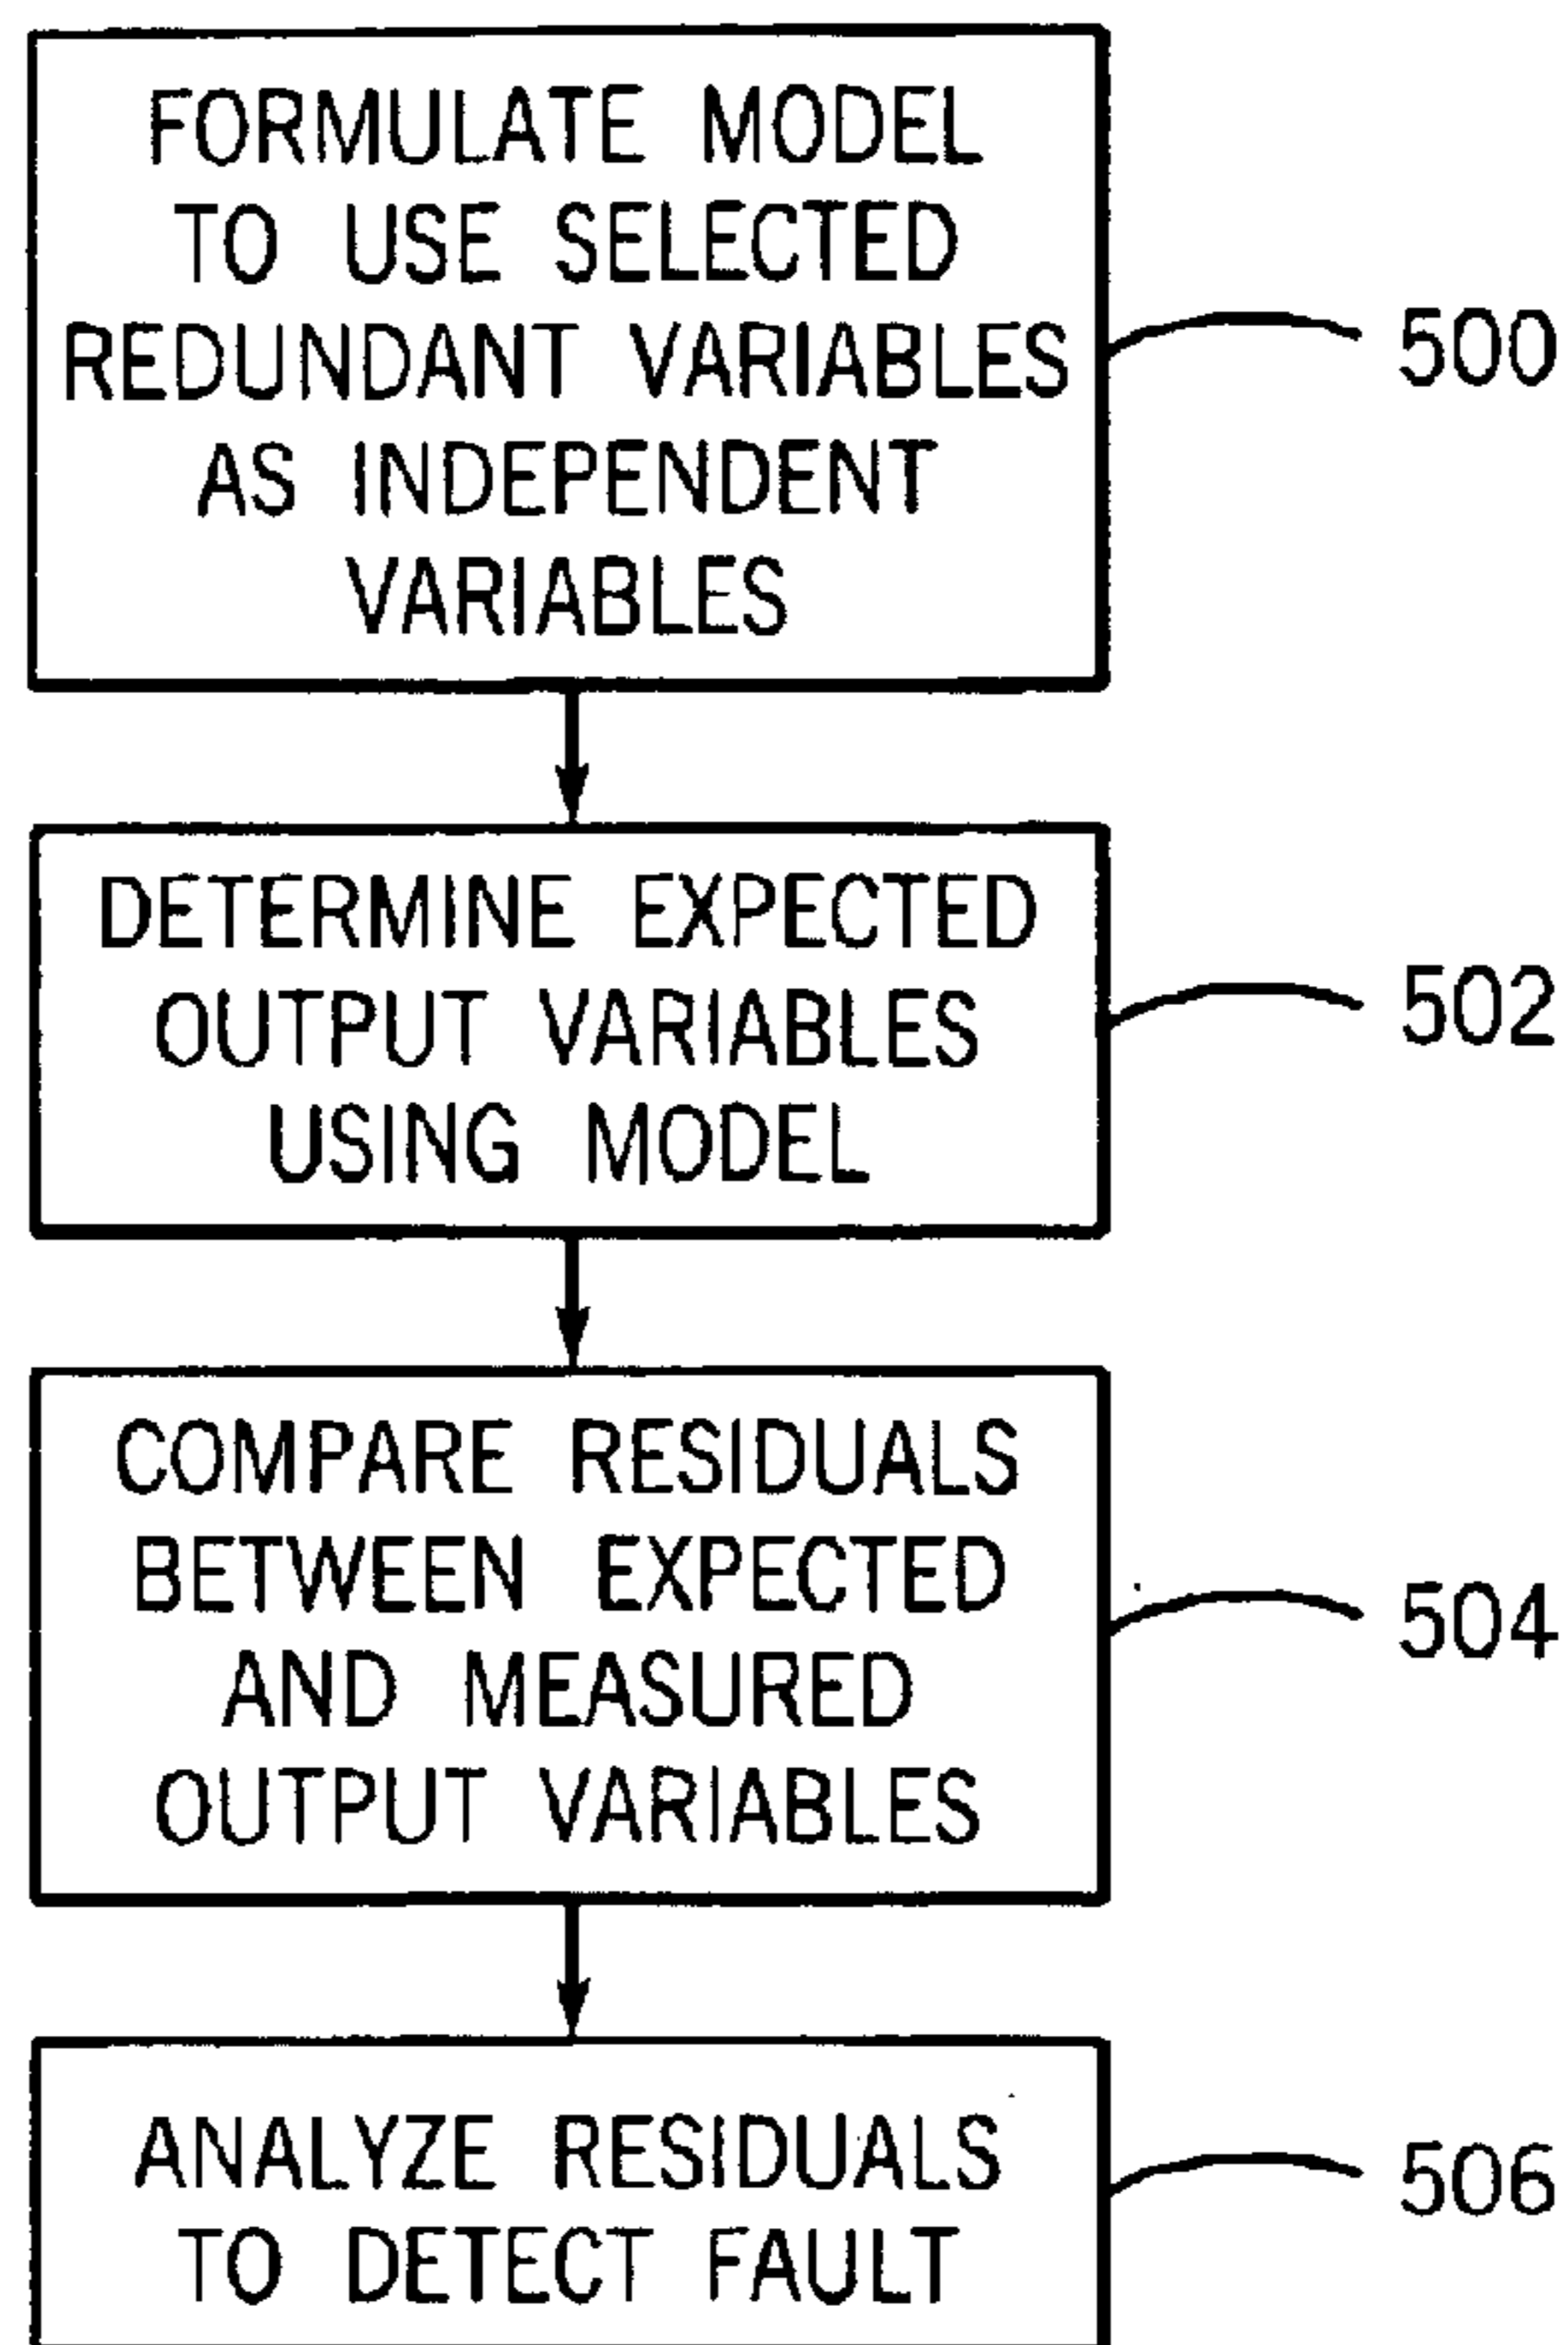 FORMULATE MODEL
TO USE SELECTED
REDUNDANT VARIABLES
AS INDEPENDENT
VARIABLES
500
DETERMINE EXPECTED
OUTPUT VARIABLES
USING MODEL
502
COMPARE RESIDUALS
BETWEEN EXPECTED
AND MEASURED
OUTPUT VARIABLES
504
ANALYZE RESIDUALS
TO DETECT FAULT
506